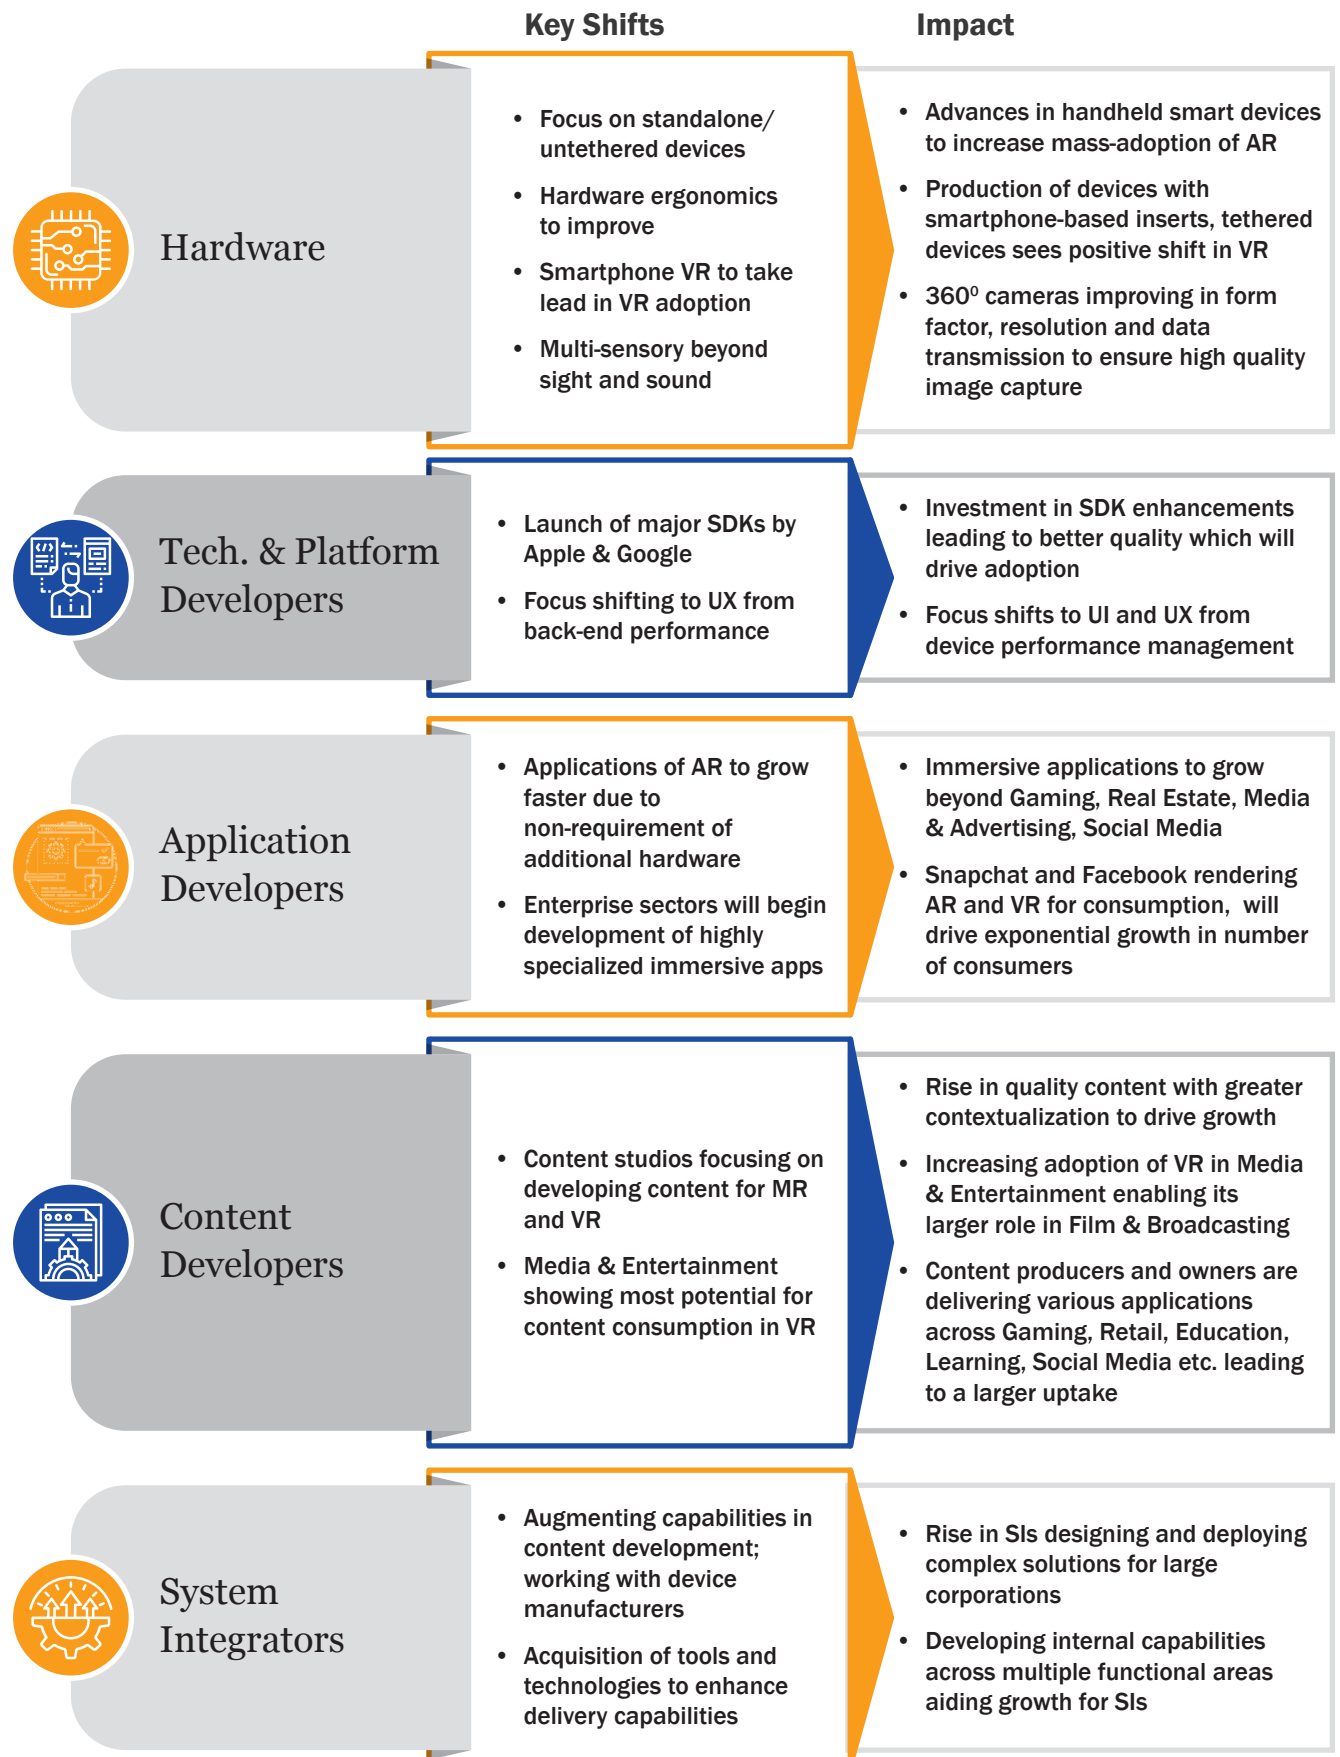 Key Shifts
Impact
Hardware
• Focus on standalone/
untethered devices
• Hardware ergonomics
to improve
• Smartphone VR to take
lead in VR adoption
• Multi-sensory beyond
sight and sound
• Advances in handheld smart devices
to increase mass-adoption of AR
• Production of devices with
smartphone-based inserts, tethered
devices sees positive shift in VR
• 360⁰ cameras improving in form
factor, resolution and data
transmission to ensure high quality
image capture
Tech. & Platform
Developers
• Launch of major SDKs by
Apple & Google
• Focus shifting to UX from
back-end performance
• Investment in SDK enhancements
leading to better quality which will
drive adoption
• Focus shifts to UI and UX from
device performance management
Application
Developers
• Applications of AR to grow
faster due to
non-requirement of
additional hardware
• Enterprise sectors will begin
development of highly
specialized immersive apps
• Immersive applications to grow
beyond Gaming, Real Estate, Media
& Advertising, Social Media
• Snapchat and Facebook rendering
AR and VR for consumption, will
drive exponential growth in number
of consumers
Content
Developers
• Content studios focusing on
developing content for MR
and VR
• Media & Entertainment
showing most potential for
content consumption in VR
• Rise in quality content with greater
contextualization to drive growth
• Increasing adoption of VR in Media
& Entertainment enabling its
larger role in Film & Broadcasting
• Content producers and owners are
delivering various applications
across Gaming, Retail, Education,
Learning, Social Media etc. leading
to a larger uptake
System
Integrators
• Augmenting capabilities in
content development;
working with device
manufacturers
• Acquisition of tools and
technologies to enhance
delivery capabilities
• Rise in SIs designing and deploying
complex solutions for large
corporations
• Developing internal capabilities
across multiple functional areas
aiding growth for SIs